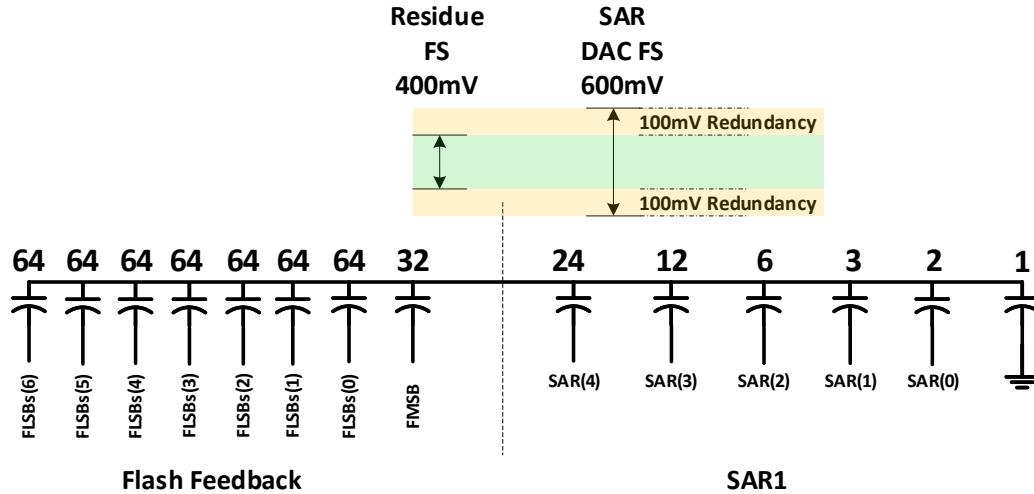 Residue
FS
400mV
SAR
DAC FS
600mV
100mV Redundancy
100mV Redundancy
64 64 64 64 64 64 64 32 24 12 6 3 2 1
FLSBs(6) FLSBs(5) FLSBs(4) FLSBs(3) FLSBs(2) FLSBs(1) FLSBs(0) FMSB SAR(4) SAR(3) SAR(2) SAR(1) SAR(0)
Flash Feedback SAR1